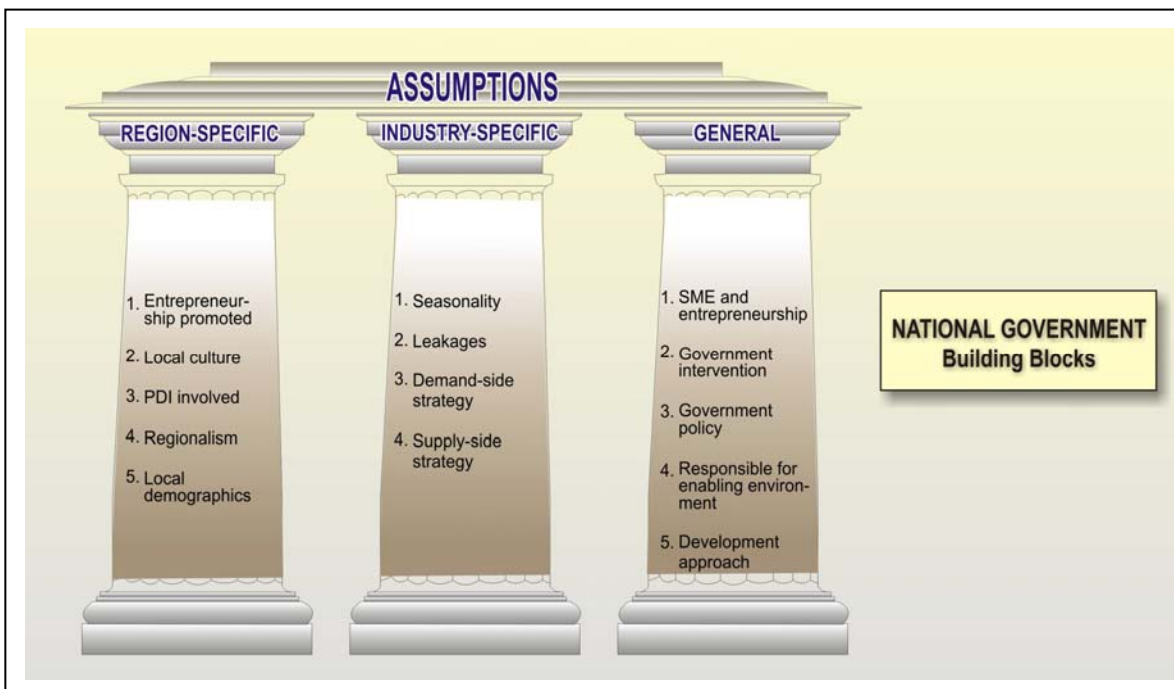 ASSUMPTIONS
REGION-SPECIFIC
1. Entrepreneur-
ship promoted
2. Local culture
3. PDI involved
4. Regionalism
5. Local
demographics
INDUSTRY-SPECIFIC
1. Seasonality
2. Leakages
3. Demand-side
strategy
4. Supply-side
strategy
GENERAL
1. SME and
entrepreneurship
2. Government
intervention
3. Government
policy
4. Responsible for
enabling environ-
ment
5. Development
approach
NATIONAL GOVERNMENT
Building Blocks